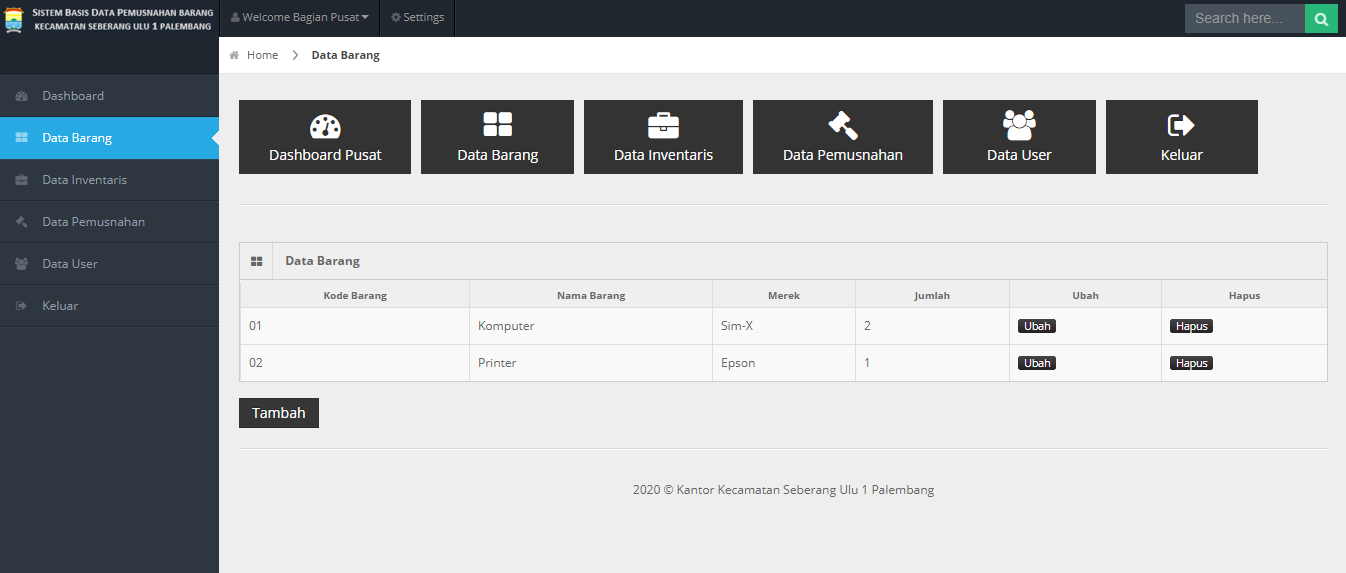 SISTEM BASIS DATA PEMUSNAHAN BARANG
KECAMATAN SEBERANG ULU 1 PALEMBANG
Welcome Bagian Pusat
Settings
Search here...
Home
Data Barang
Dashboard
Data Barang
Data Inventaris
Data Pemusnahan
Data User
Keluar
Dashboard Pusat
Data Barang
Data Inventaris
Data Pemusnahan
Data User
Keluar
Data Barang
Kode Barang Nama Barang Merek Jumlah Ubah Hapus
01 Komputer Sim-X 2 Ubah Hapus
02 Printer Epson 1 Ubah Hapus
Tambah
2020 © Kantor Kecamatan Seberang Ulu 1 Palembang